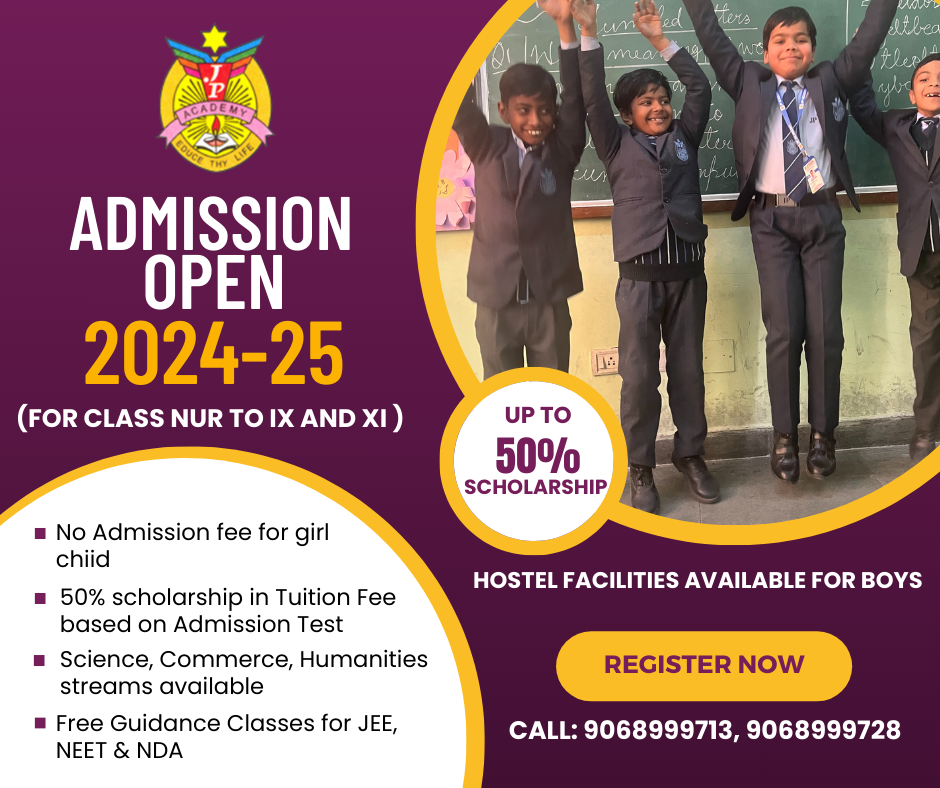 JP
ACADEMY
EDUCE THY LIFE
ADMISSION
OPEN
2024-25
(FOR CLASS NUR TO IX AND XI )
JP
UP TO
50%
SCHOLARSHIP
No Admission fee for girl
chiid
50% scholarship in Tuition Fee
based on Admission Test
Science, Commerce, Humanities
streams available
Free Guidance Classes for JEE,
NEET & NDA
HOSTEL FACILITIES AVAILABLE FOR BOYS
REGISTER NOW
CALL: 9068999713, 9068999728